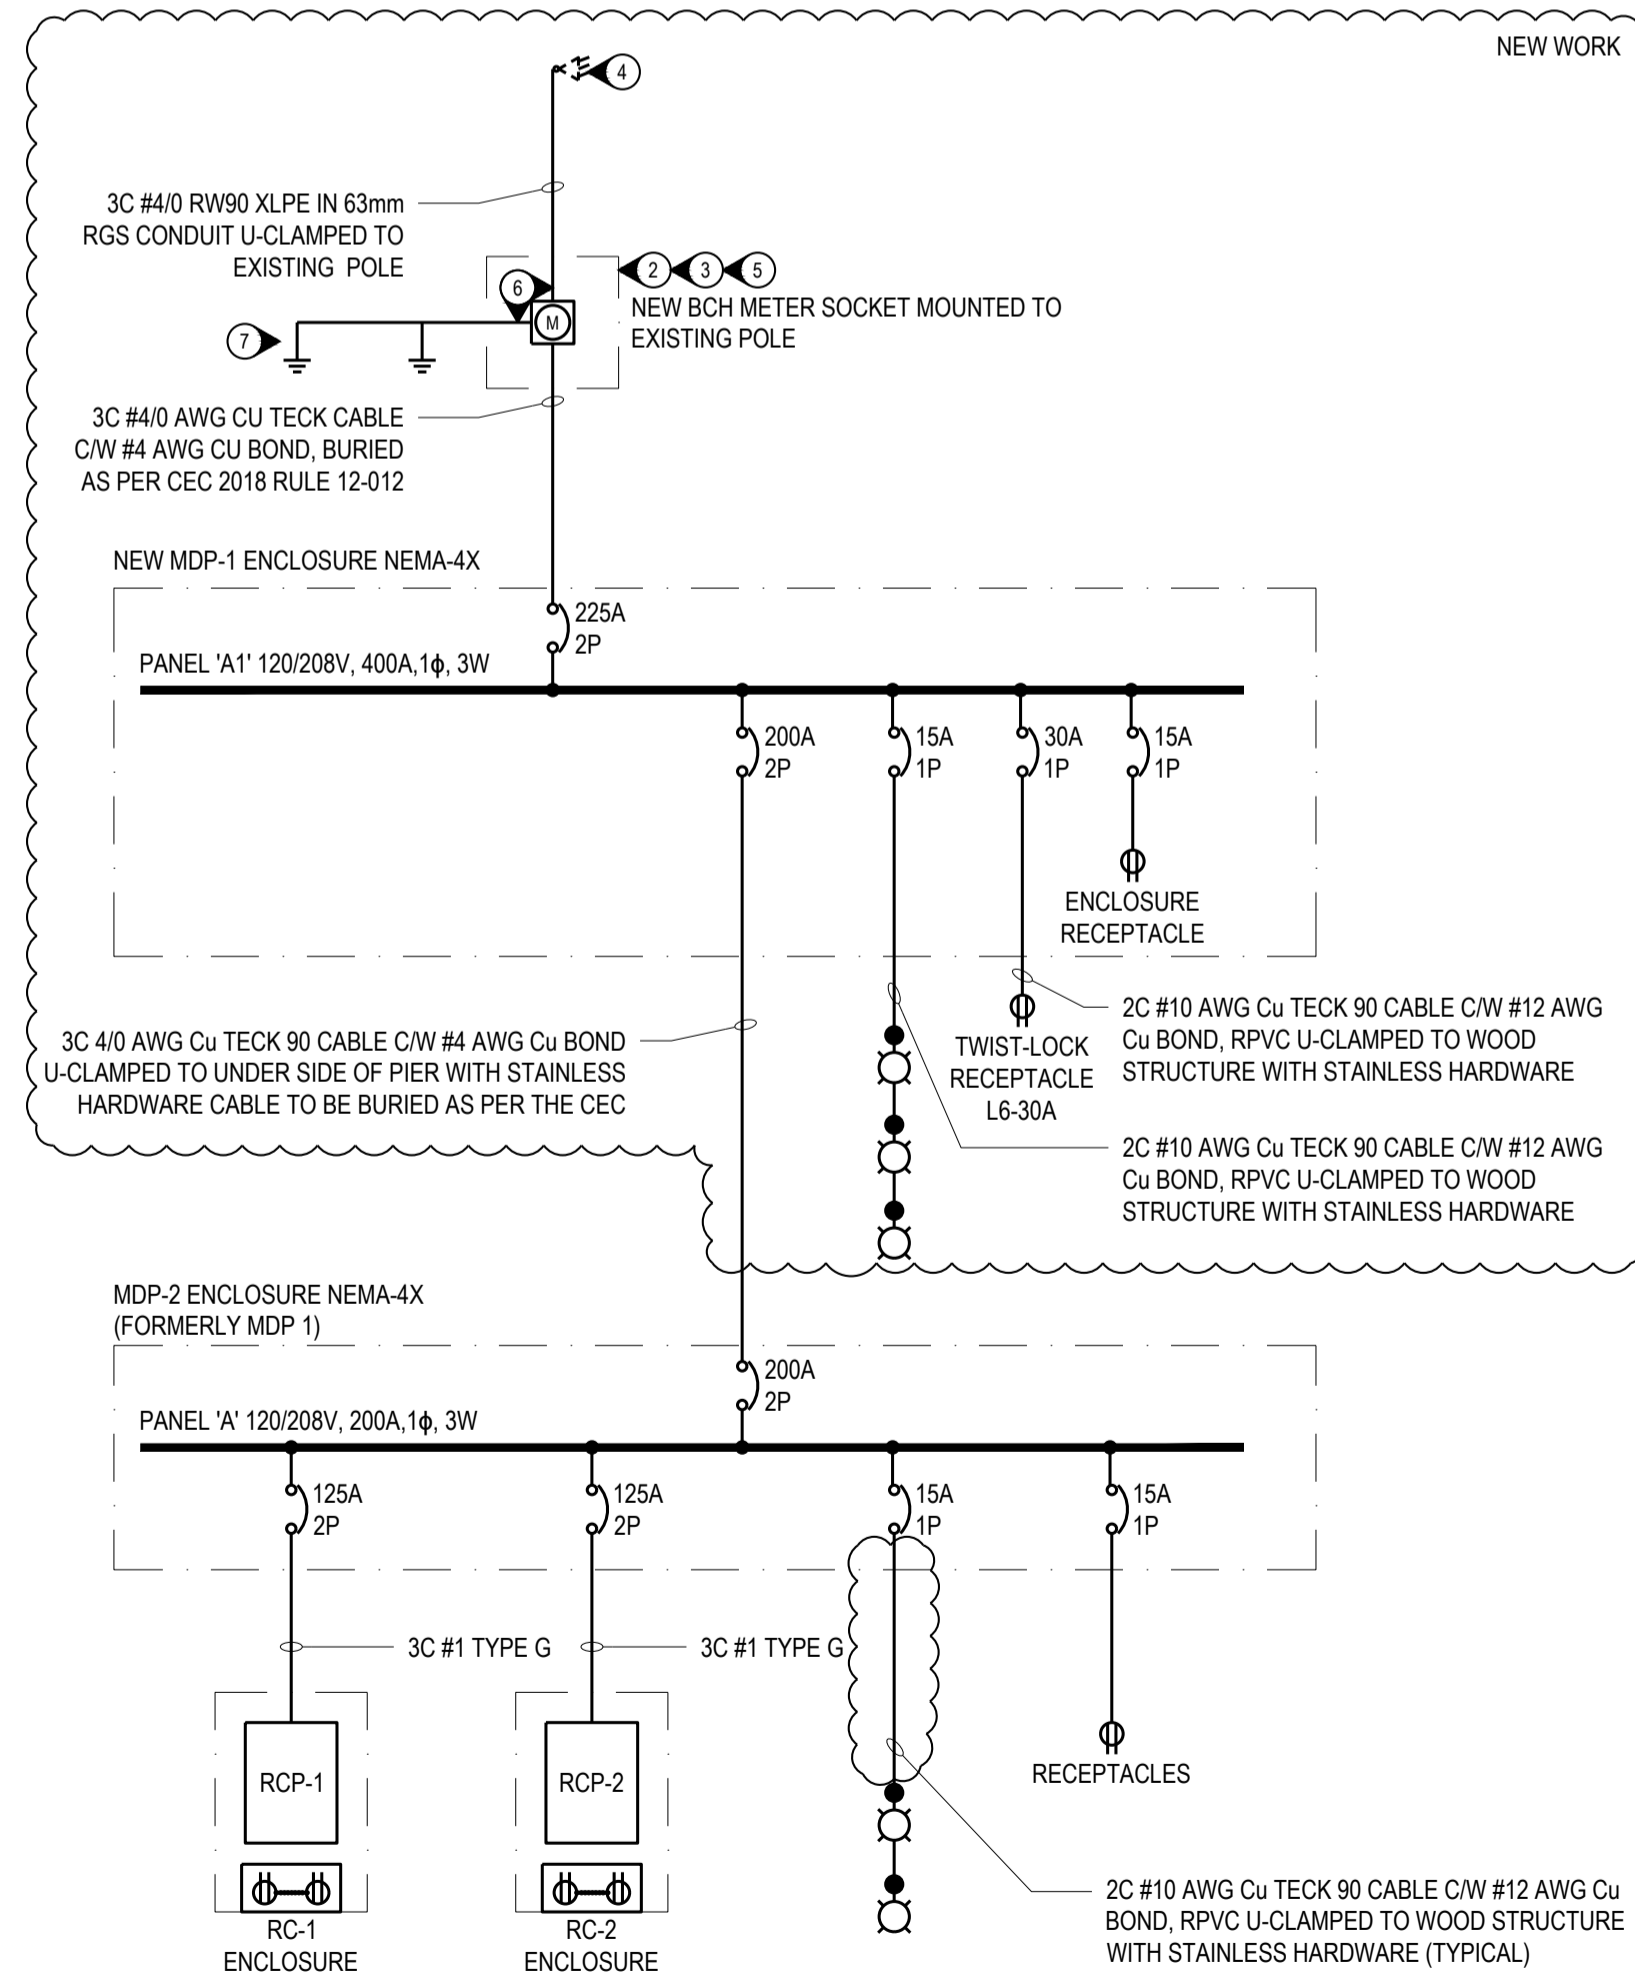 NEW WORK
4
3C #4/0 RW90 XLPE IN 63mm
RGS CONDUIT U-CLAMPED TO
EXISTING POLE
2
3
5
6
NEW BCH METER SOCKET MOUNTED TO
EXISTING POLE
M
7
3C #4/0 AWG CU TECK CABLE
C/W #4 AWG CU BOND, BURIED
AS PER CEC 2018 RULE 12-012
NEW MDP-1 ENCLOSURE NEMA-4X
225A
2P
PANEL 'A1' 120/208V, 400A,1ϕ, 3W
200A
2P
15A
1P
30A
1P
15A
1P
ENCLOSURE
RECEPTACLE
2C #10 AWG Cu TECK 90 CABLE C/W #12 AWG
Cu BOND, RPVC U-CLAMPED TO WOOD
STRUCTURE WITH STAINLESS HARDWARE
3C 4/0 AWG Cu TECK 90 CABLE C/W #4 AWG Cu BOND
U-CLAMPED TO UNDER SIDE OF PIER WITH STAINLESS
HARDWARE CABLE TO BE BURIED AS PER THE CEC
TWIST-LOCK
RECEPTACLE
L6-30A
2C #10 AWG Cu TECK 90 CABLE C/W #12 AWG
Cu BOND, RPVC U-CLAMPED TO WOOD
STRUCTURE WITH STAINLESS HARDWARE
MDP-2 ENCLOSURE NEMA-4X
(FORMERLY MDP 1)
200A
2P
PANEL 'A' 120/208V, 200A,1ϕ, 3W
125A
2P
125A
2P
15A
1P
15A
1P
3C #1 TYPE G
3C #1 TYPE G
RCP-1
RCP-2
RECEPTACLES
RC-1
ENCLOSURE
RC-2
ENCLOSURE
2C #10 AWG Cu TECK 90 CABLE C/W #12 AWG Cu
BOND, RPVC U-CLAMPED TO WOOD STRUCTURE
WITH STAINLESS HARDWARE (TYPICAL)